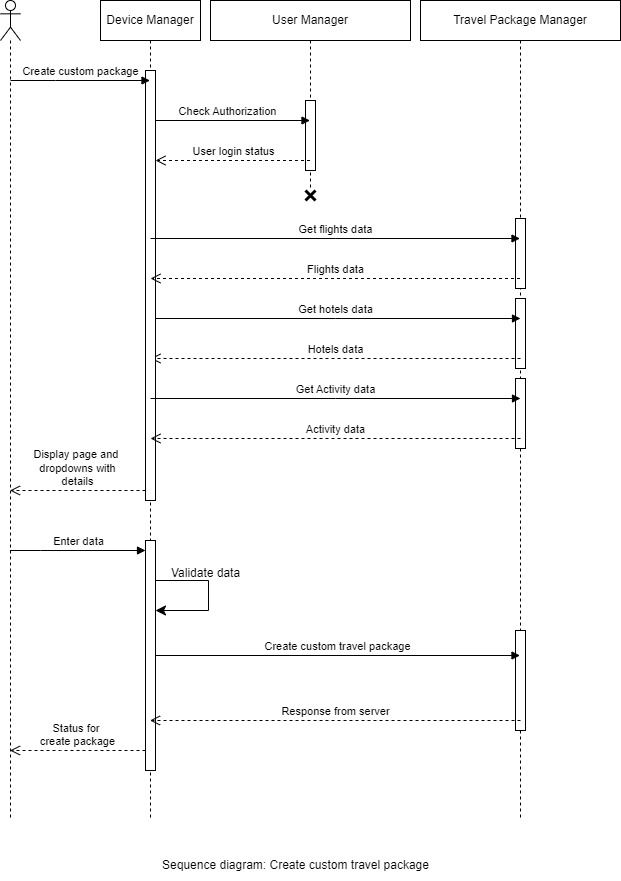 Device Manager
User Manager
Travel Package Manager
Create custom package
Check Authorization
User login status
Get flights data
Flights data
Get hotels data
Hotels data
Get Activity data
Activity data
Display page and
dropdowns with
details
Enter data
Validate data
Create custom travel package
Response from server
Status for
create package
Sequence diagram: Create custom travel package